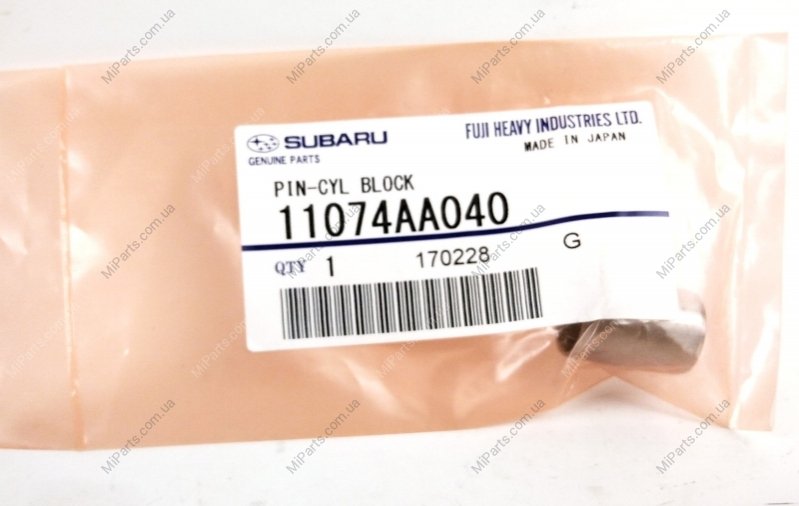 SUBARU
GENUINE PARTS
FUJI HEAVY INDUSTRIES LTD.
MADE IN JAPAN
PIN-CYL BLOCK
11074AA040
QTY 1 170228 G
MiParts.com.ua